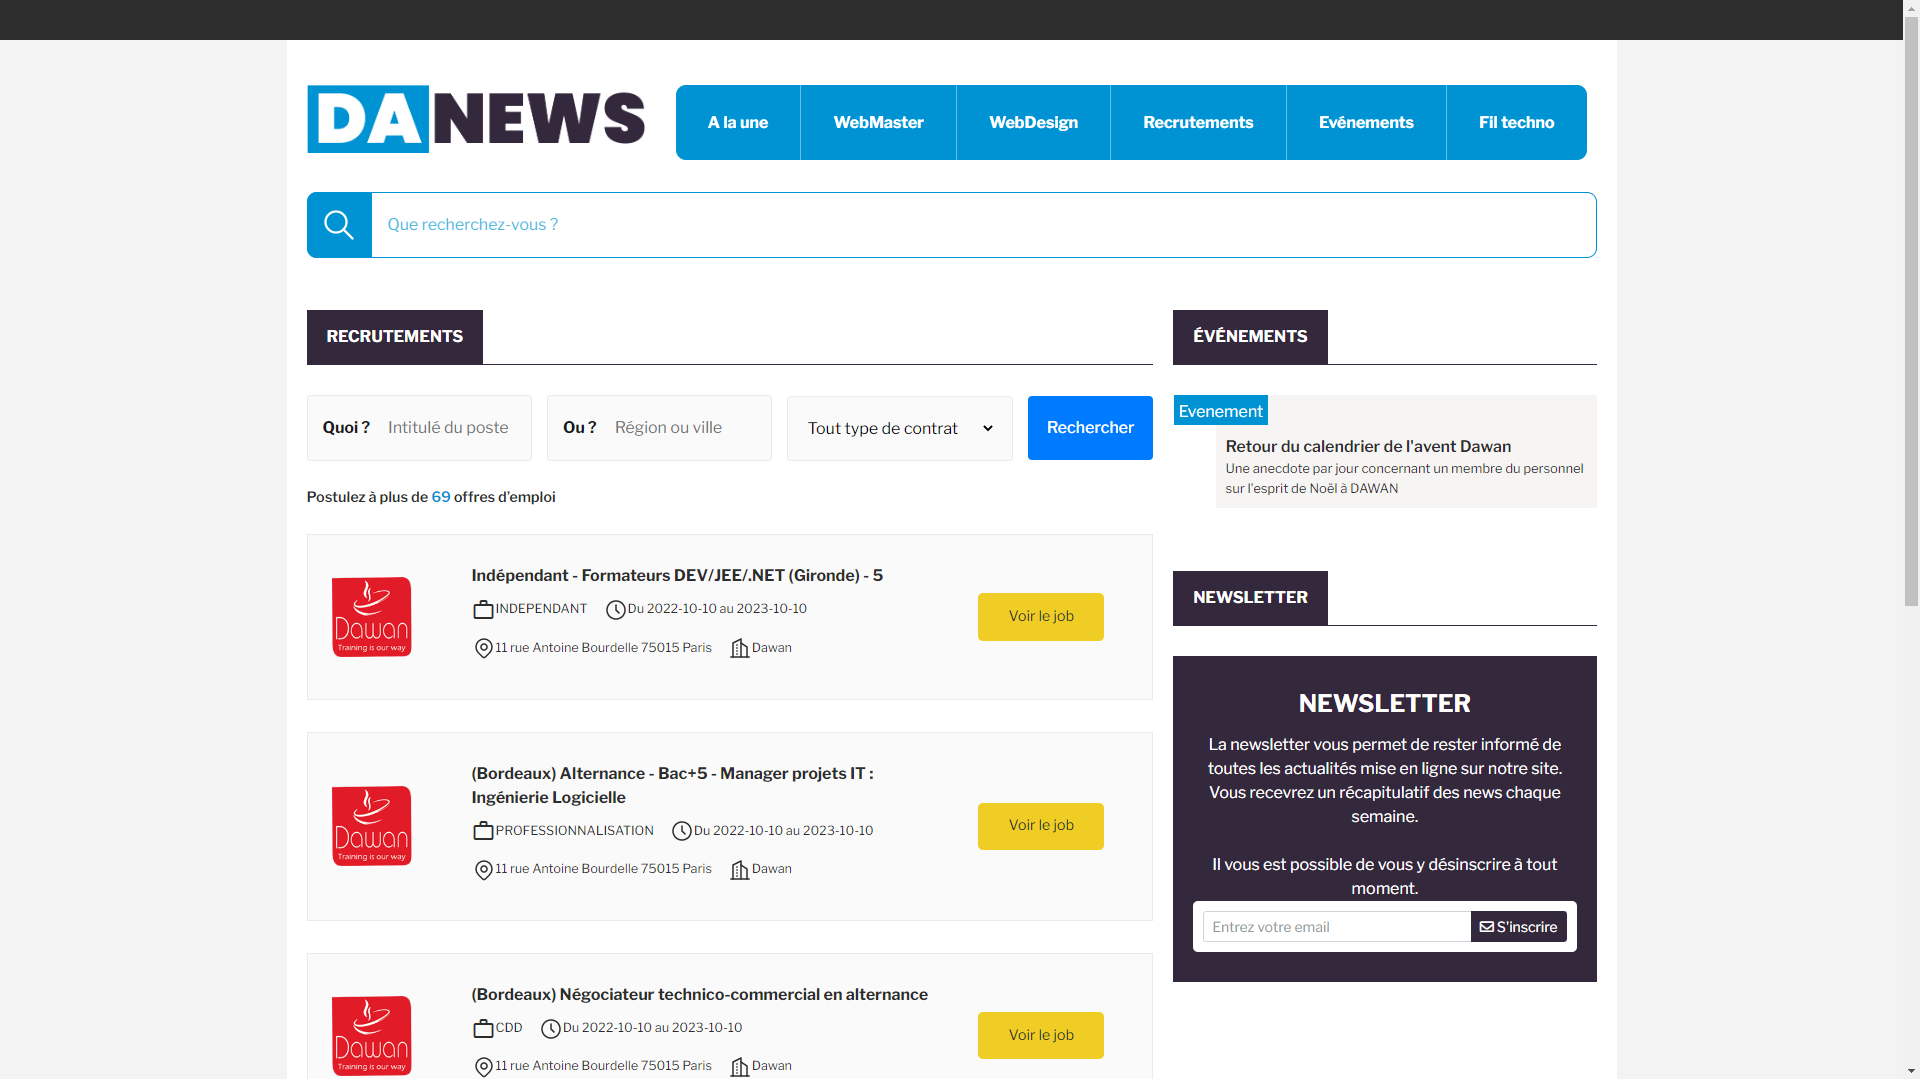 DANEWS
A la une
WebMaster
WebDesign
Recrutements
Evénements
Fil techno
Que recherchez-vous ?
RECRUTEMENTS
Quoi ? Intitulé du poste
Ou ? Région ou ville
Tout type de contrat
Rechercher
Postulez à plus de 69 offres d'emploi
Dawan
Training is our way
Indépendant - Formateurs DEV/JEE/.NET (Gironde) - 5
INDEPENDANT Du 2022-10-10 au 2023-10-10
11 rue Antoine Bourdelle 75015 Paris Dawan
Voir le job
Dawan
Training is our way
(Bordeaux) Alternance - Bac+5 - Manager projets IT :
Ingénierie Logicielle
PROFESSIONNALISATION Du 2022-10-10 au 2023-10-10
11 rue Antoine Bourdelle 75015 Paris Dawan
Voir le job
Dawan
Training is our way
(Bordeaux) Négociateur technico-commercial en alternance
CDD Du 2022-10-10 au 2023-10-10
11 rue Antoine Bourdelle 75015 Paris Dawan
Voir le job
ÉVÉNEMENTS
Evenement
Retour du calendrier de l'avent Dawan
Une anecdote par jour concernant un membre du personnel
sur l'esprit de Noël à DAWAN
NEWSLETTER
NEWSLETTER
La newsletter vous permet de rester informé de
toutes les actualités mise en ligne sur notre site.
Vous recevrez un récapitulatif des news chaque
semaine.
Il vous est possible de vous y désinscrire à tout
moment.
Entrez votre email
S'inscrire